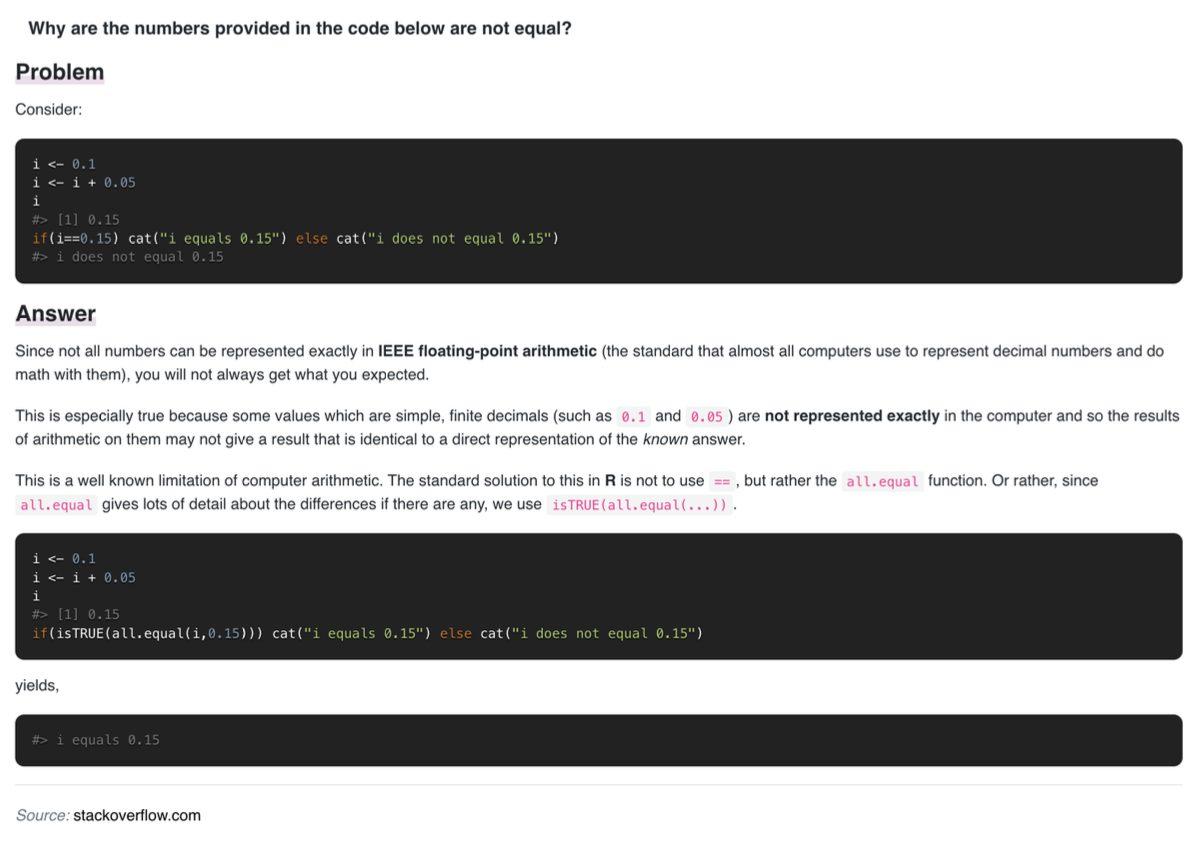 Why are the numbers provided in the code below are not equal?
Problem
Consider:
i <- 0.1
i <- i + 0.05
i
#> [1] 0.15
if(i==0.15) cat("i equals 0.15") else cat("i does not equal 0.15")
#> i does not equal 0.15
Answer
Since not all numbers can be represented exactly in IEEE floating-point arithmetic (the standard that almost all computers use to represent decimal numbers and do
math with them), you will not always get what you expected.
This is especially true because some values which are simple, finite decimals (such as 0.1 and 0.05 ) are not represented exactly in the computer and so the results
of arithmetic on them may not give a result that is identical to a direct representation of the known answer.
This is a well known limitation of computer arithmetic. The standard solution to this in R is not to use == , but rather the all.equal function. Or rather, since
all.equal gives lots of detail about the differences if there are any, we use isTRUE(all.equal(...)) .
i <- 0.1
i <- i + 0.05
i
#> [1] 0.15
if(isTRUE(all.equal(i,0.15))) cat("i equals 0.15") else cat("i does not equal 0.15")
yields,
#> i equals 0.15
Source: stackoverflow.com